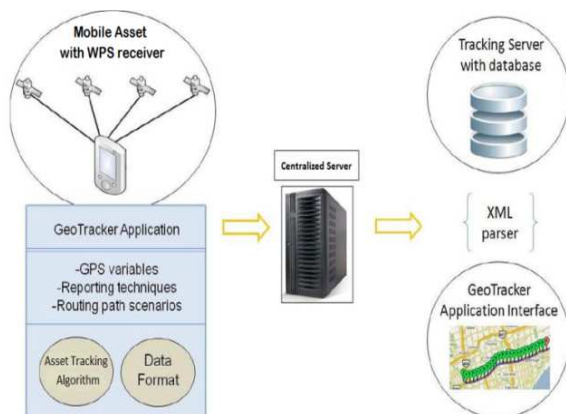 Mobile Asset
with WPS receiver
GeoTracker Application
-GPS variables
-Reporting techniques
-Routing path scenarios
Asset Tracking
Algorithm
Data
Format
Centralized Server
Tracking Server
with database
XML
parser
GeoTracker
Application Interface